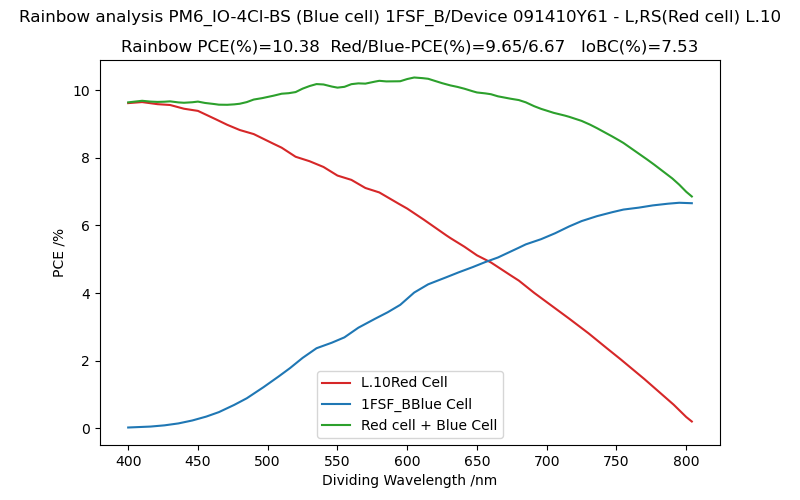 Rainbow analysis PM6_IO-4Cl-BS (Blue cell) 1FSF_B/Device 091410Y61 - L,RS(Red cell) L.10
Rainbow PCE(%)=10.38  Red/Blue-PCE(%)=9.65/6.67   IoBC(%)=7.53
PCE /%
10
8
6
4
2
0
L.10Red Cell
1FSF_BBlue Cell
Red cell + Blue Cell
400 450 500 550 600 650 700 750 800
Dividing Wavelength /nm